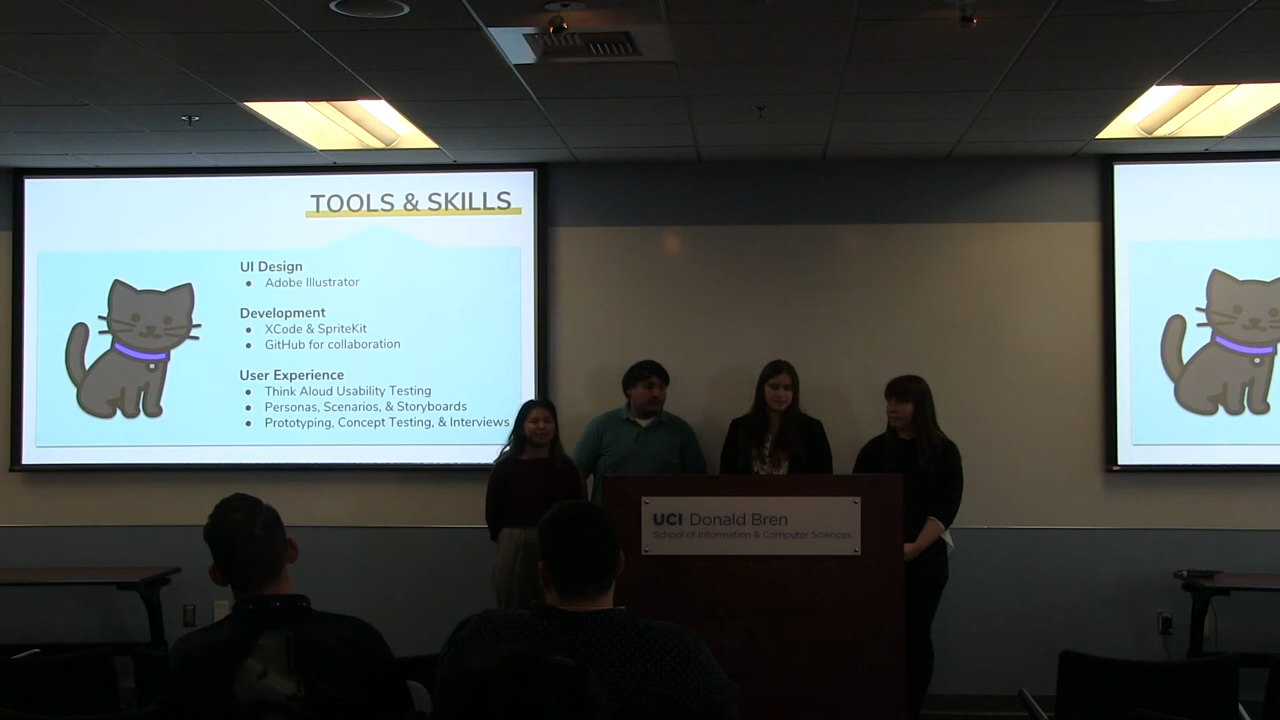 TOOLS & SKILLS
UI Design
● Adobe Illustrator
Development
● XCode & SpriteKit
● GitHub for collaboration
User Experience
● Think Aloud Usability Testing
● Personas, Scenarios, & Storyboards
● Prototyping, Concept Testing, & Interviews
UCI Donald Bren
School of Information & Computer Sciences